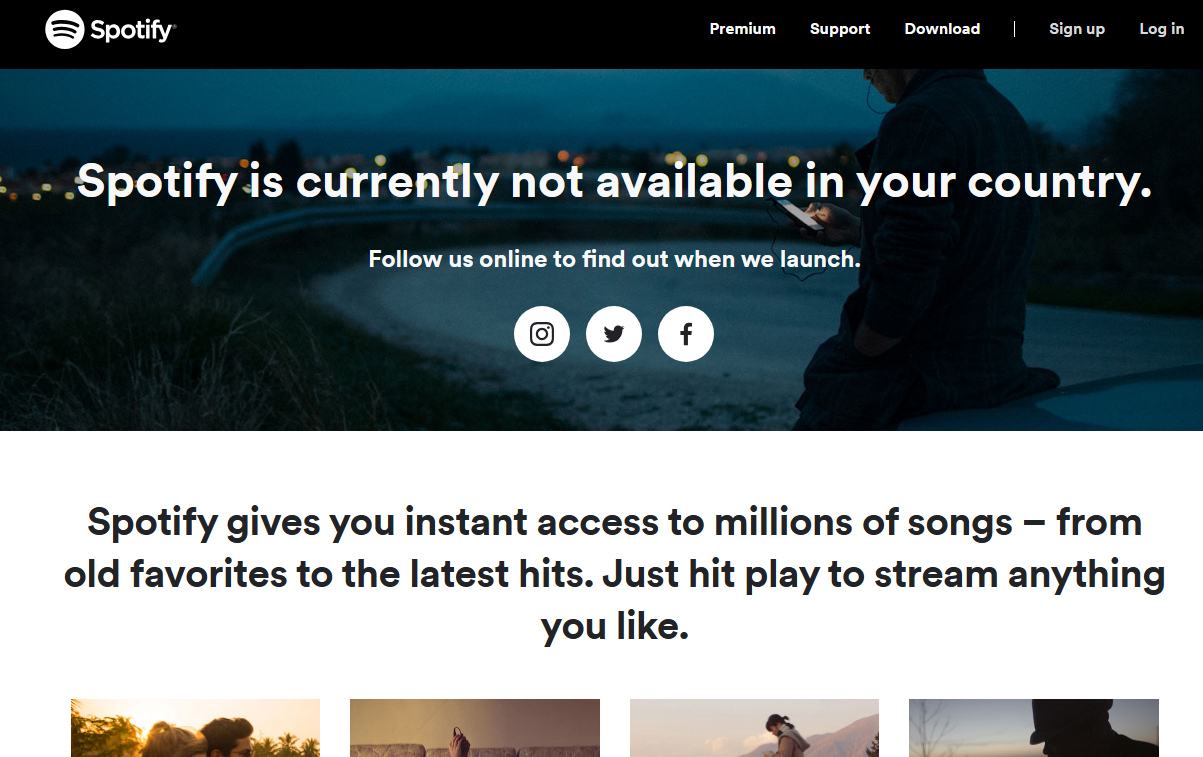 Spotify®
Premium
Support
Download
Sign up
Log in
Spotify is currently not available in your country.
Follow us online to find out when we launch.
Spotify gives you instant access to millions of songs – from
old favorites to the latest hits. Just hit play to stream anything
you like.